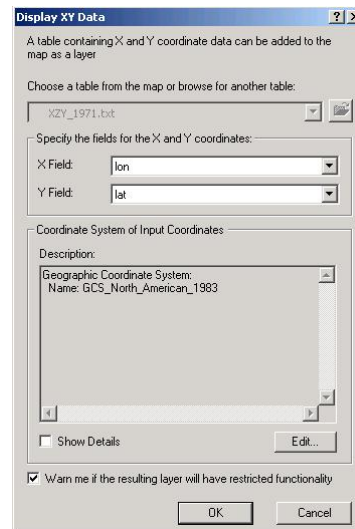 Display XY Data
A table containing X and Y coordinate data can be added to the
map as a layer
Choose a table from the map or browse for another table:
XZY_1971.txt
Specify the fields for the X and Y coordinates:
X Field: lon
Y Field: lat
Coordinate System of Input Coordinates
Description:
Geographic Coordinate System:
Name: GCS_North_American_1983
Show Details Edit...
Warn me if the resulting layer will have restricted functionality
OK Cancel